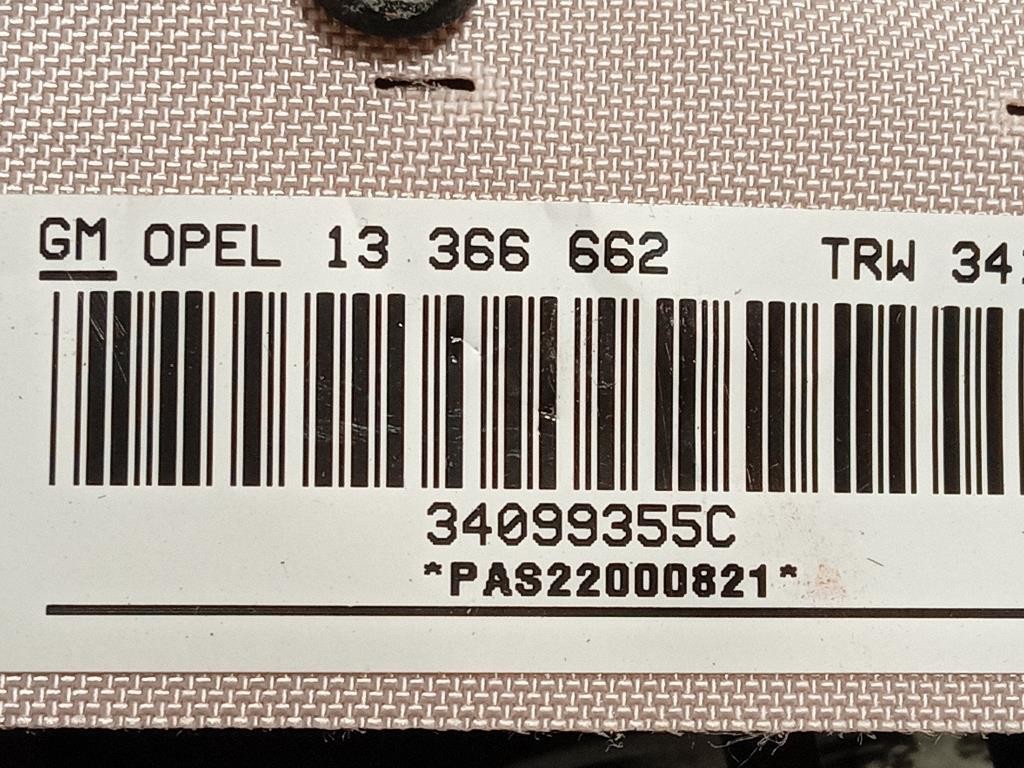 GM OPEL 13 366 662 TRW
34099355C
*PAS22000821*